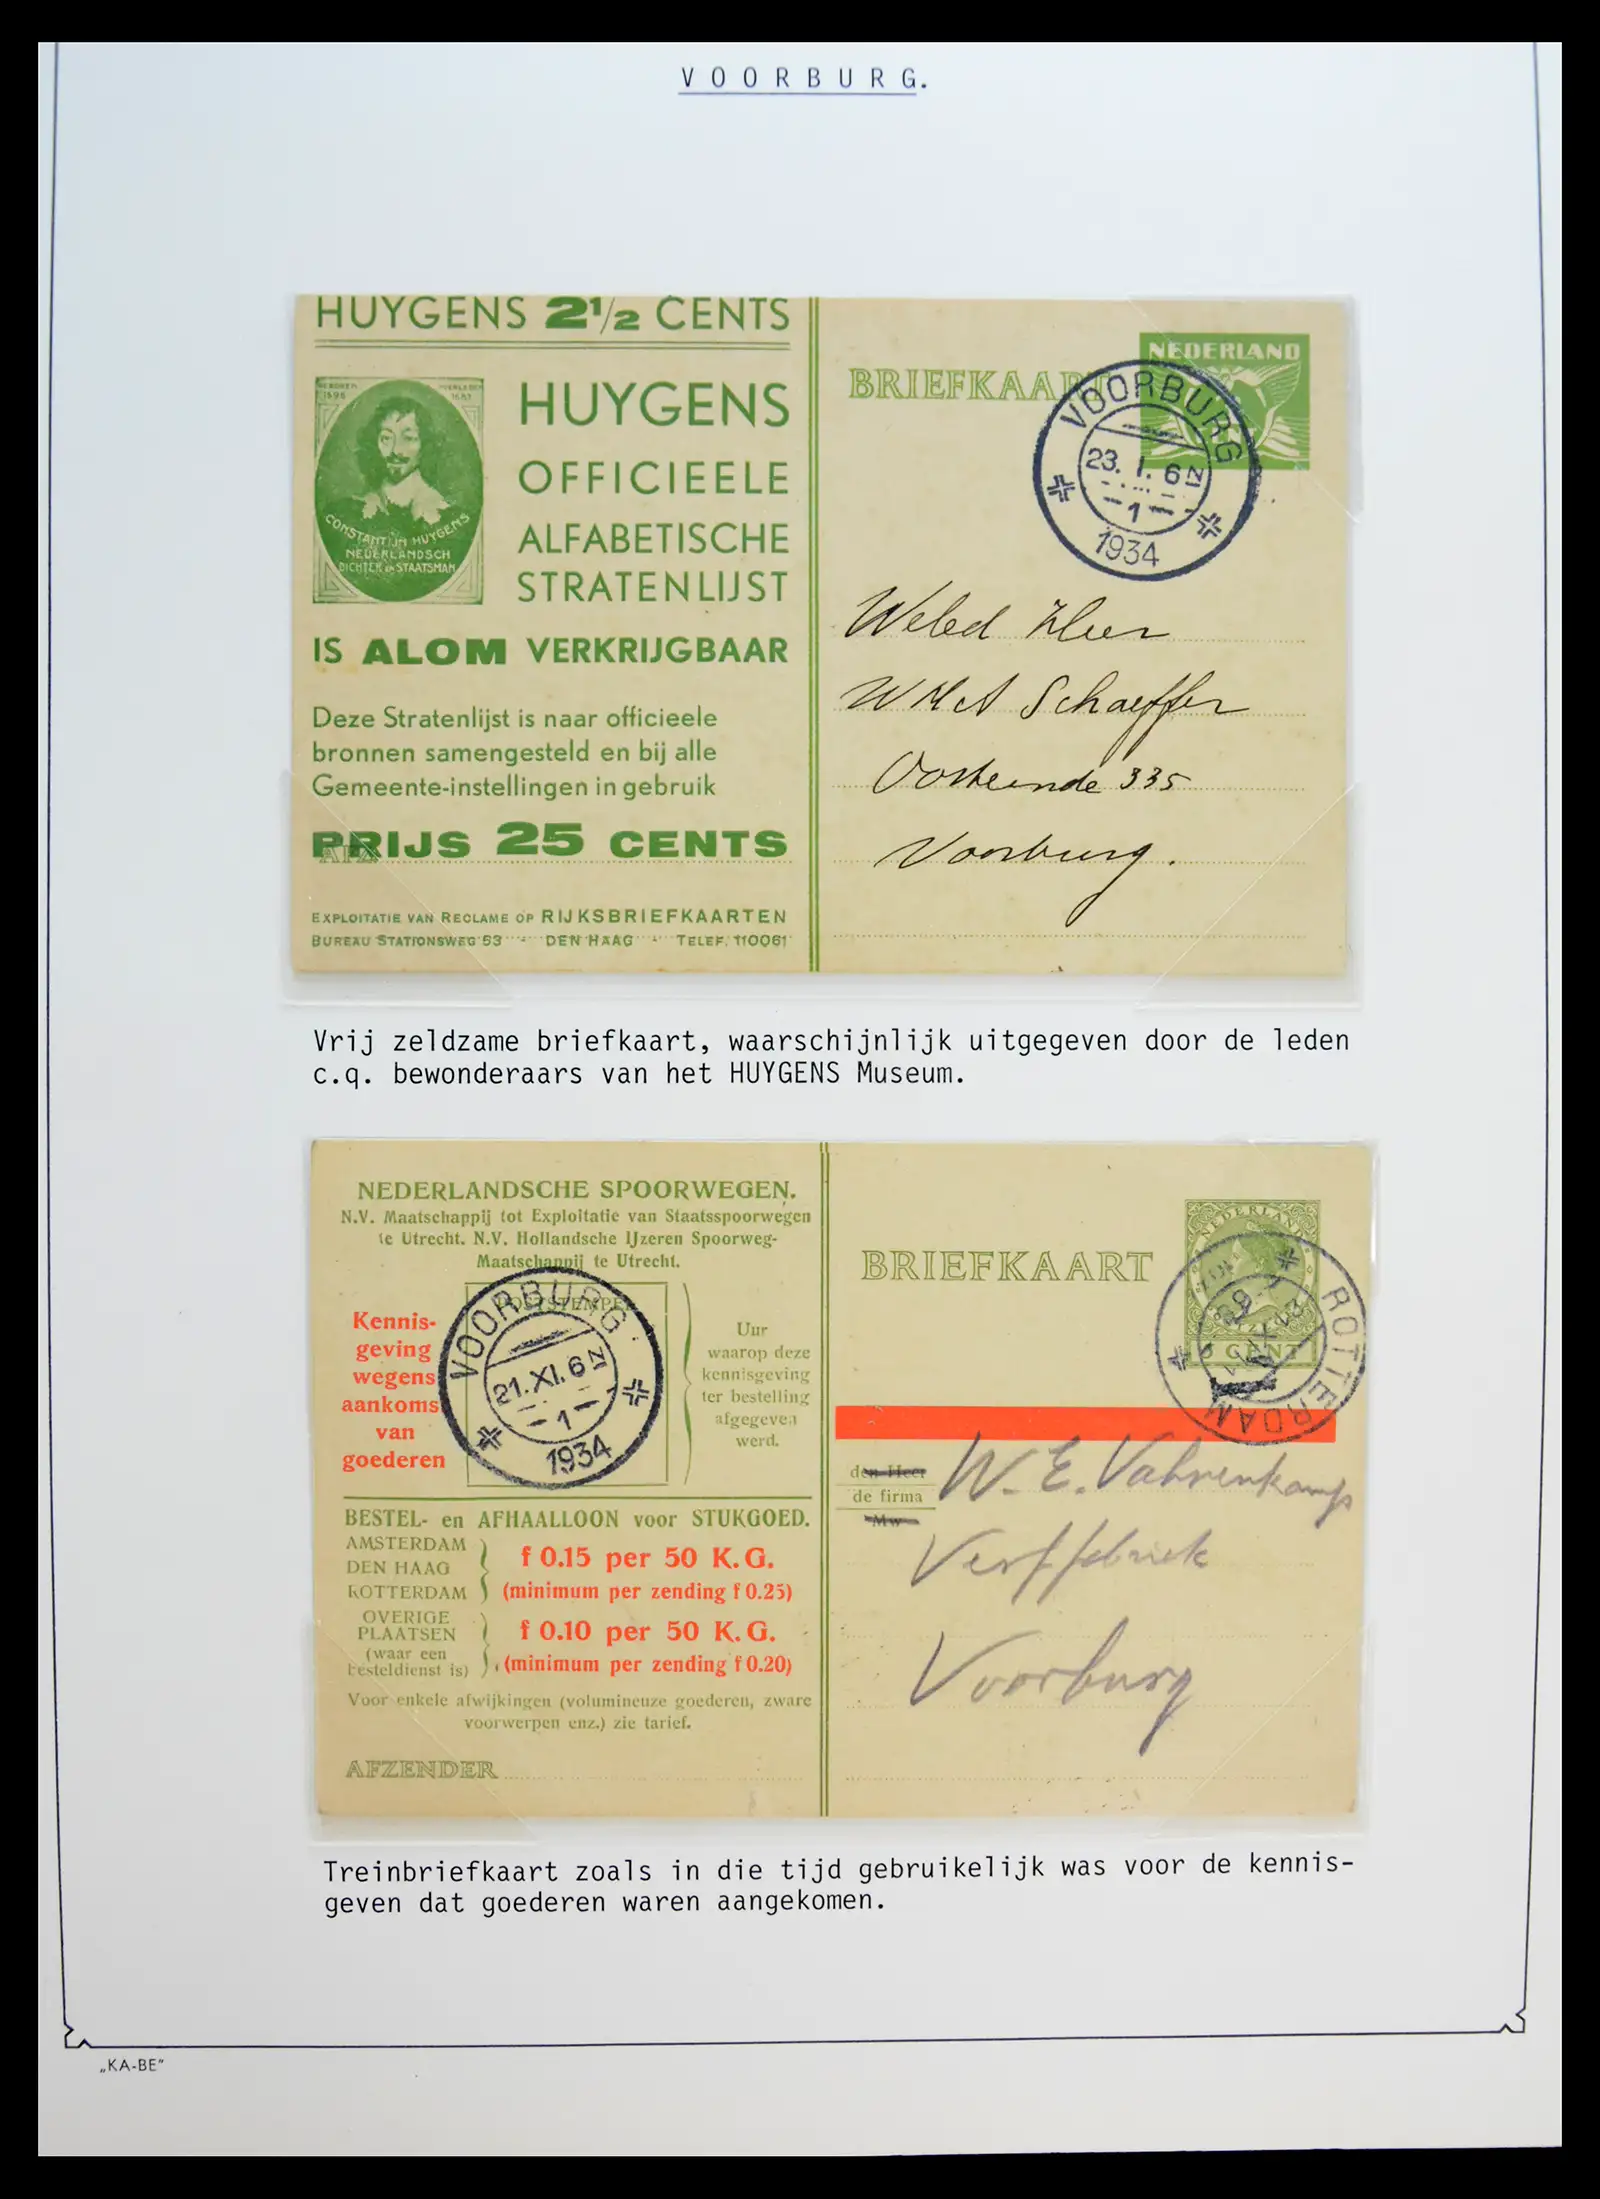 VOORBURG.
HUYGENS 2½ CENTS
GEBOREN 1596
OVERLEDEN 1687
CONSTANTIJN HUYGENS
NEDERLANDSCH
DICHTER EN STAATSMAN
HUYGENS
OFFICIEELE
ALFABETISCHE
STRATENLIJST
IS ALOM VERKRIJGBAAR
Deze Stratenlijst is naar officieele
bronnen samengesteld en bij alle
Gemeente-instellingen in gebruik
PRIJS 25 CENTS
AFZ
EXPLOITATIE VAN RECLAME OP RIJKSBRIEFKAARTEN
BUREAU STATIONSWEG 53 - DEN HAAG - TELEF. 110061
BRIEFKAART
NEDERLAND
VOORBURG
23. I. 6 N
1
1934
Weled Heer
W H A Schaeffer
Oosteinde 335
Voorburg.
Vrij zeldzame briefkaart, waarschijnlijk uitgegeven door de leden
c.q. bewonderaars van het HUYGENS Museum.
NEDERLANDSCHE SPOORWEGEN.
N.V. Maatschappij tot Exploitatie van Staatsspoorwegen
te Utrecht. N.V. Hollandsche IJzeren Spoorweg-
Maatschappij te Utrecht.
Kennis-
geving
wegens
aankomst
van
goederen
POSTSTEMPEL
VOORBURG
21. XI. 6 N
1
1934
Uur
waarop deze
kennisgeving
ter bestelling
afgegeven
werd.
BESTEL- en AFHAALLOON voor STUKGOED.
AMSTERDAM
DEN HAAG
ROTTERDAM
f 0.15 per 50 K.G.
(minimum per zending f 0.25)
OVERIGE
PLAATSEN
(waar een
besteldienst is)
f 0.10 per 50 K.G.
(minimum per zending f 0.20)
Voor enkele afwijkingen (volumineuze goederen, zware
voorwerpen enz.) zie tarief.
AFZENDER
BRIEFKAART
NEDERLAND
5 CENT
ROTTERDAM
den Heer
de firma
Mw
W. E. Vahrenkamp
Verffabriek
Voorburg
Treinbriefkaart zoals in die tijd gebruikelijk was voor de kennis-
geven dat goederen waren aangekomen.
„KA-BE”